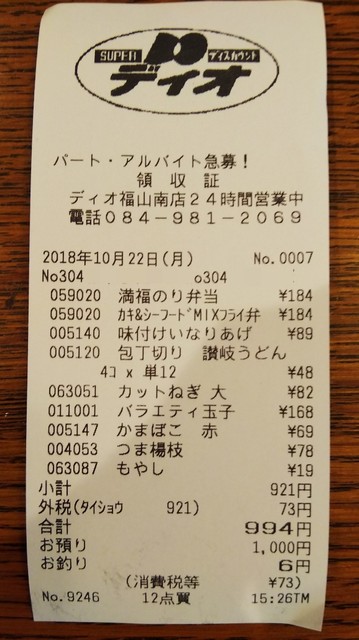 SUPER D ディスカウント
ディオ
パート・アルバイト急募!
領 収 証
ディオ福山南店24時間営業中
電話084-981-2069
2018年10月22日(月) No.0007
No304 o304
059020 満福のり弁当 ¥184
059020 カキ&シーフードMIXフライ弁 ¥184
005140 味付けいなりあげ ¥89
005120 包丁切り 讃岐うどん
4コ x 単12 ¥48
063051 カットねぎ 大 ¥82
011001 バラエティ玉子 ¥168
005147 かまぼこ 赤 ¥69
004053 つま楊枝 ¥78
063087 もやし ¥19
小計 921円
外税(タイショウ 921) 73円
合計 994円
お預り 1,000円
お釣り 6円
(消費税等 ¥73)
No.9246 12点買 15:26TM